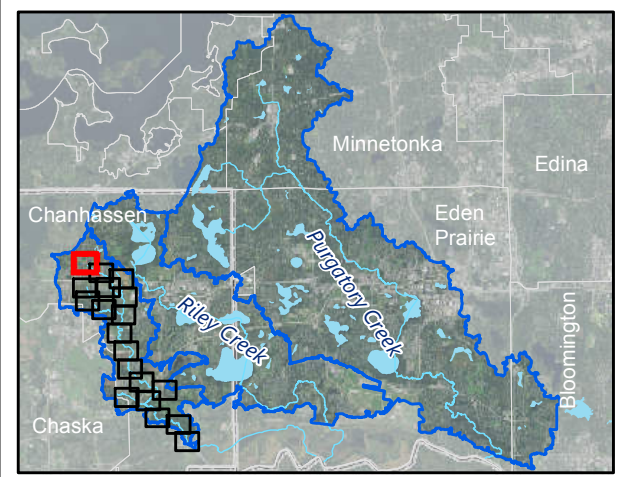 Minnetonka
Edina
Chanhassen
Eden
Prairie
Purgatory Creek
Riley Creek
Bloomington
Chaska